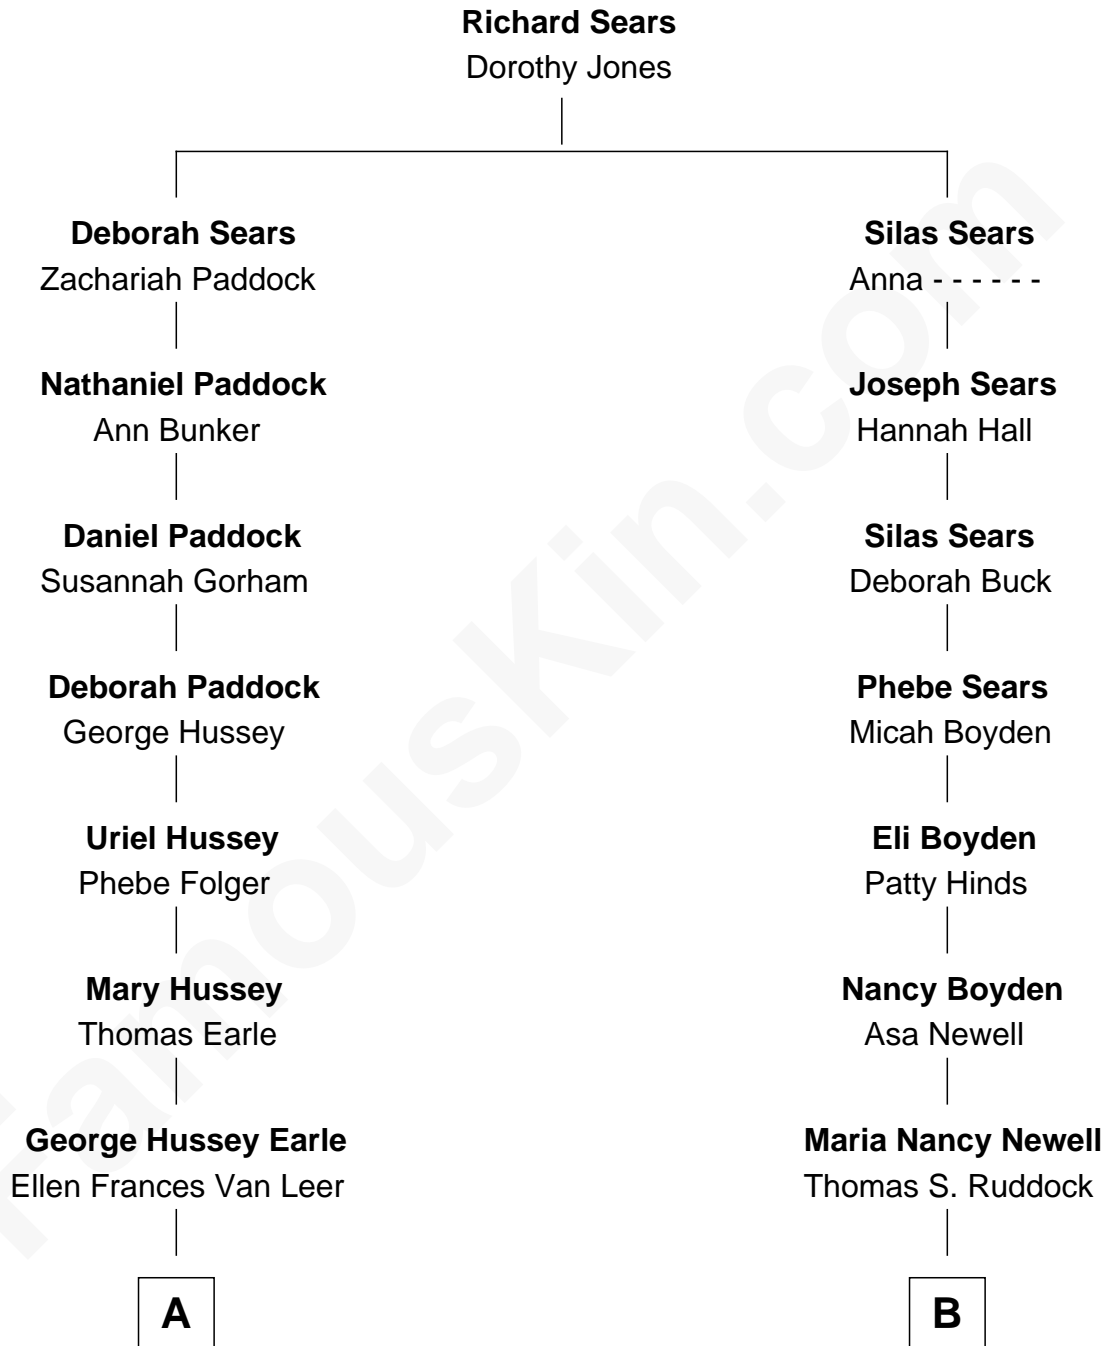 Richard Sears
Dorothy Jones
Deborah Sears
Zachariah Paddock
Silas Sears
Anna - - - - - -
Nathaniel Paddock
Ann Bunker
Joseph Sears
Hannah Hall
Daniel Paddock
Susannah Gorham
Silas Sears
Deborah Buck
Deborah Paddock
George Hussey
Phebe Sears
Micah Boyden
Uriel Hussey
Phebe Folger
Eli Boyden
Patty Hinds
Mary Hussey
Thomas Earle
Nancy Boyden
Asa Newell
George Hussey Earle
Ellen Frances Van Leer
Maria Nancy Newell
Thomas S. Ruddock
A
B
FamousKin.com